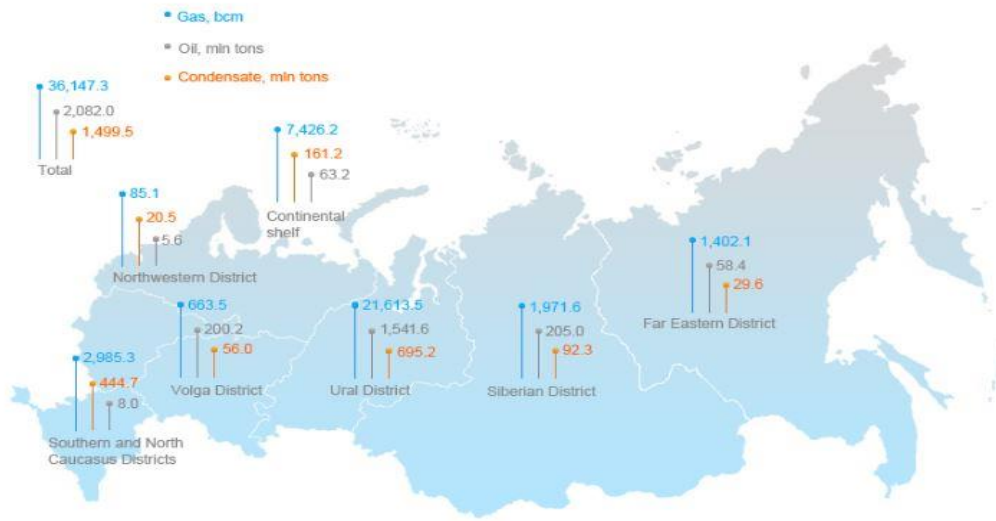 Gas, bcm
Oil, mln tons
Condensate, mln tons
36,147.3
2,082.0
1,499.5
Total
7,426.2
161.2
63.2
Continental
shelf
85.1
20.5
5.6
Northwestern District
1,402.1
58.4
29.6
Far Eastern District
663.5
200.2
56.0
Volga District
21,613.5
1,541.6
695.2
Ural District
1,971.6
205.0
92.3
Siberian District
2,985.3
444.7
8.0
Southern and North
Caucasus Districts